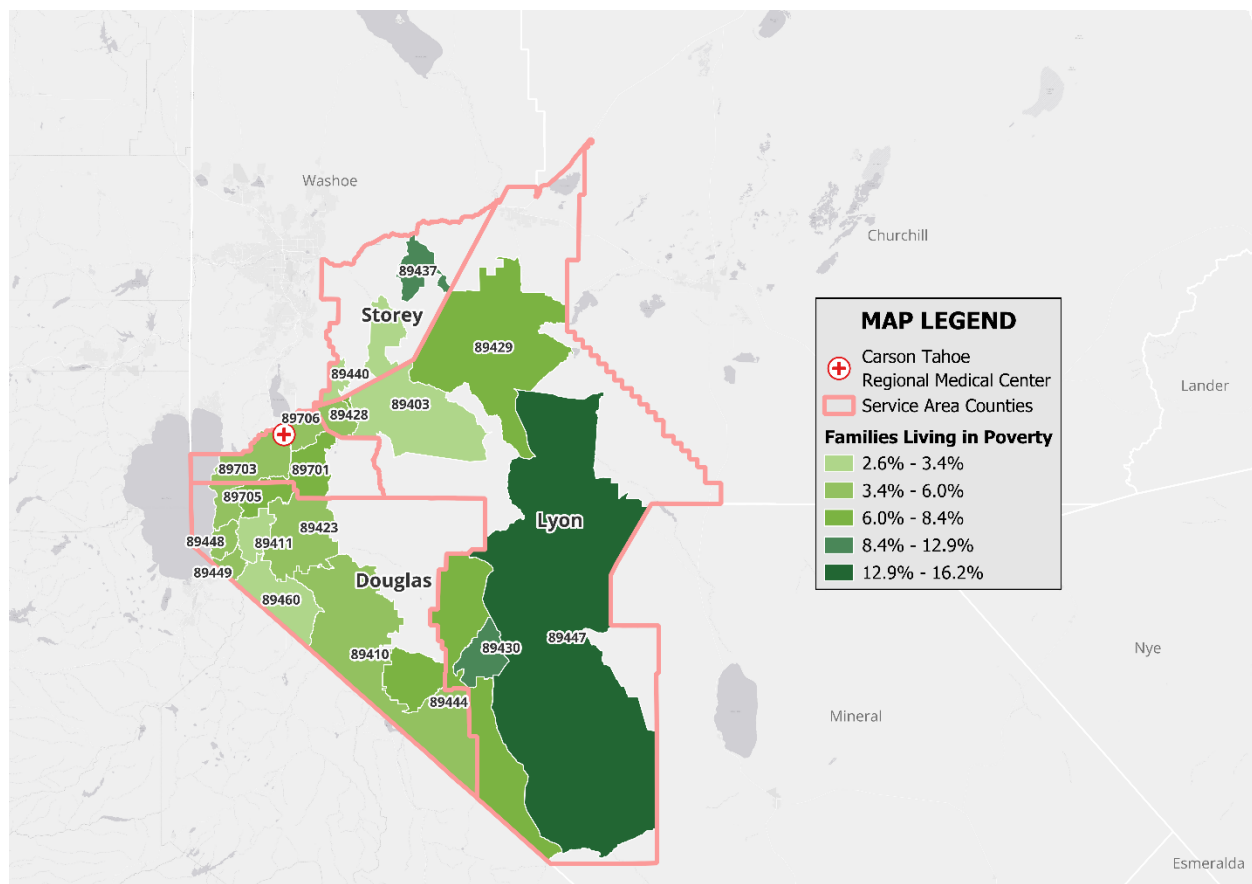 Washoe
Churchill
89437
Storey
MAP LEGEND
Carson Tahoe
Regional Medical Center
Service Area Counties
Families Living in Poverty
2.6% - 3.4%
3.4% - 6.0%
6.0% - 8.4%
8.4% - 12.9%
12.9% - 16.2%
89429
89440
Lander
89403
89428
89706
89703
89701
89705
Lyon
89423
89448
89411
89449
Douglas
89460
89447
89430
Nye
89410
89444
Mineral
Esmeralda